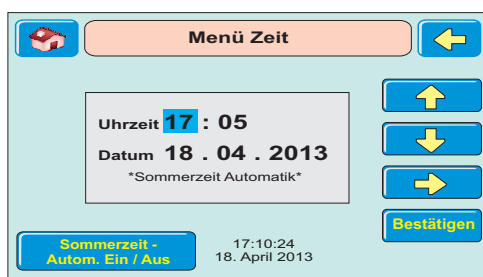 Menü Zeit
Uhrzeit 17 : 05
Datum 18 . 04 . 2013
*Sommerzeit Automatik*
Bestätigen
Sommerzeit -
Autom. Ein / Aus
17:10:24
18. April 2013